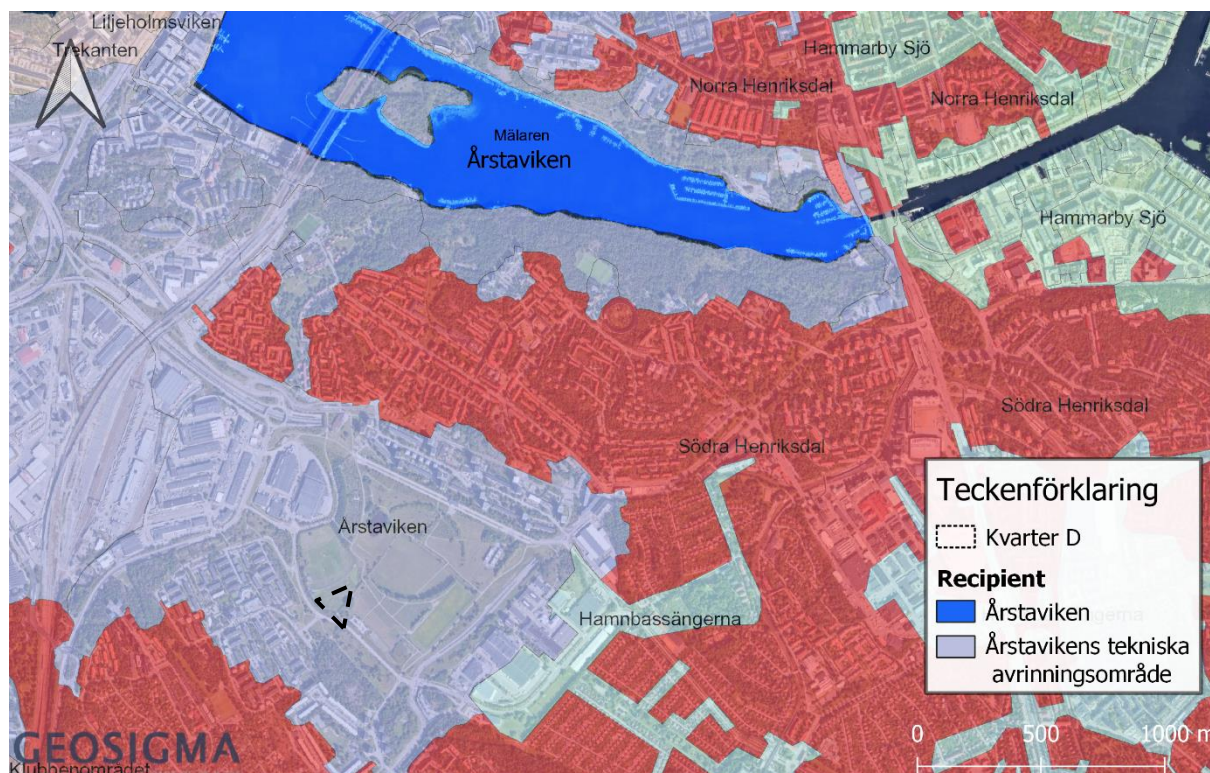 Liljeholmsviken
Trekanten
Hammarby Sjö
Norra Henriksdal
Norra Henriksdal
Mälaren
Årstaviken
Hammarby Sjö
Södra Henriksdal
Södra Henriksdal
Årstaviken
Hamnbassängerna
Teckenförklaring
Kvarter D
Recipient
Årstaviken
Årstavikens tekniska
avrinningsområde
0 500 1000 m
GEOSIGMA
Klubbenområdet